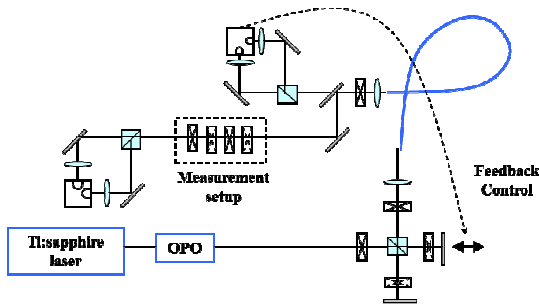 Measurement
setup
Feedback
Control
Ti:sapphire
laser
OPO